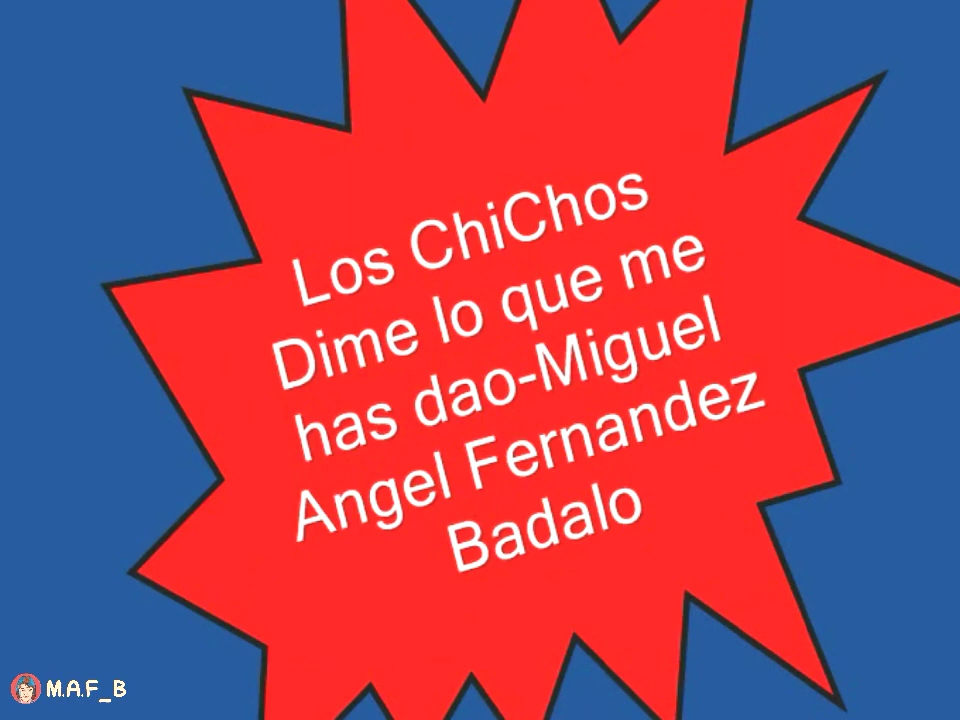 Los ChiChos
Dime lo que me
has dao-Miguel
Angel Fernandez
Badalo
M.A.F_B